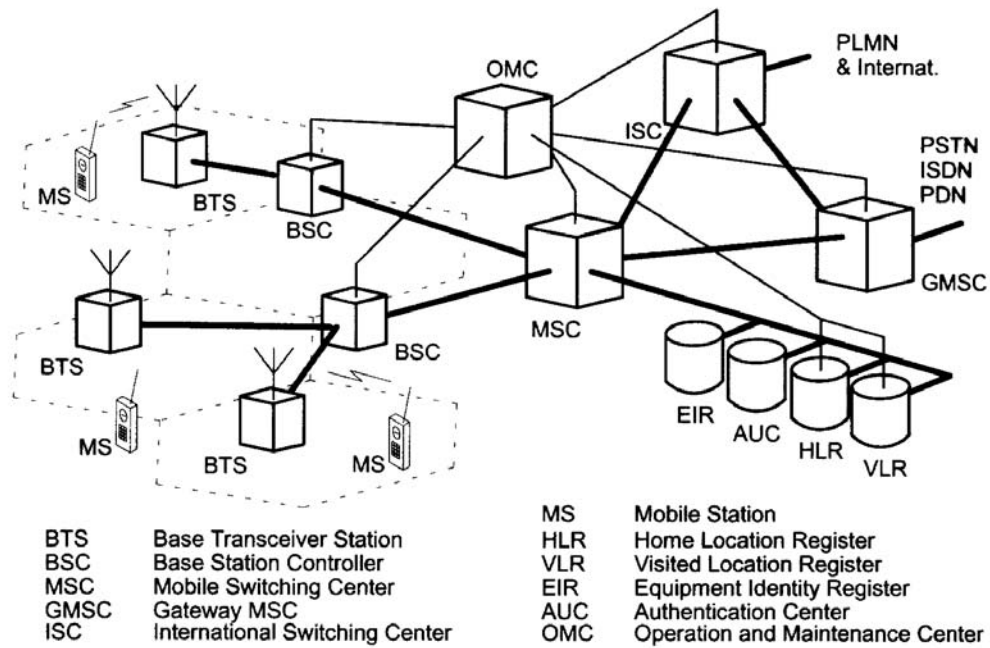 PLMN
& Internat.
OMC
ISC
PSTN
ISDN
PDN
MS
BTS
BSC
GMSC
MSC
BTS
BSC
MS
BTS
MS
EIR
AUC
HLR
VLR
BTS Base Transceiver Station
BSC Base Station Controller
MSC Mobile Switching Center
GMSC Gateway MSC
ISC International Switching Center
MS Mobile Station
HLR Home Location Register
VLR Visited Location Register
EIR Equipment Identity Register
AUC Authentication Center
OMC Operation and Maintenance Center